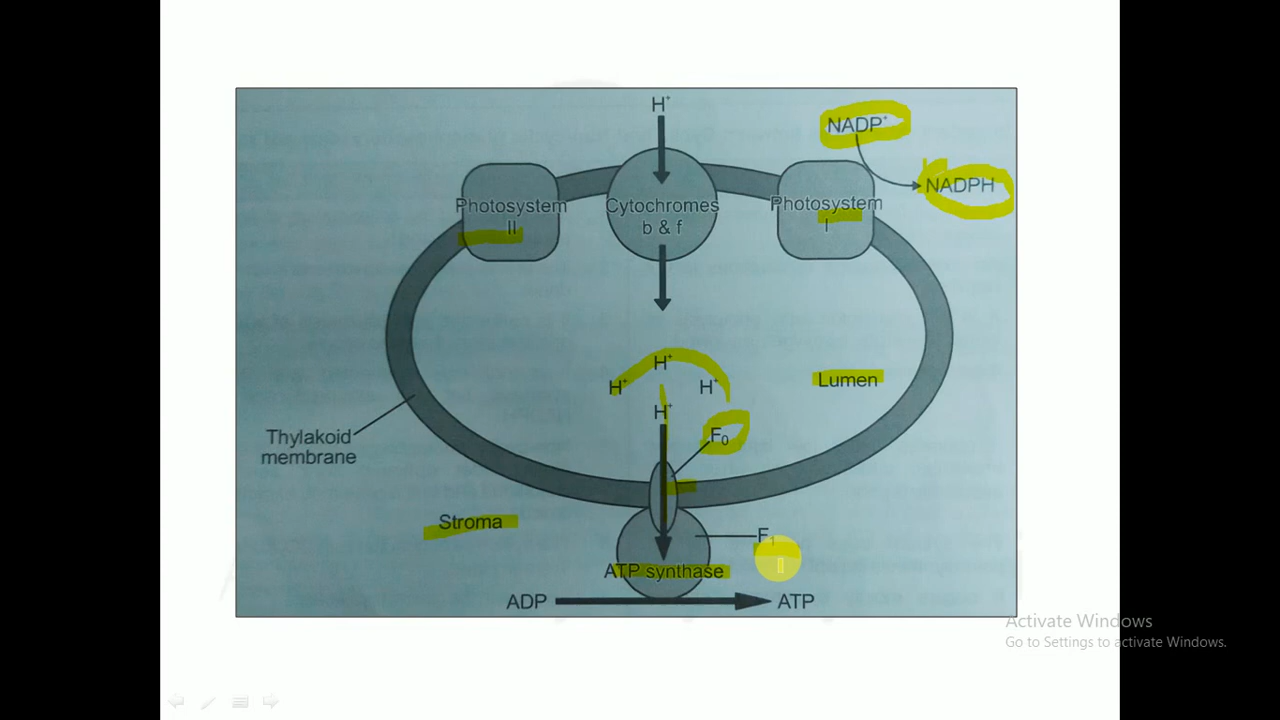 H⁺
NADP⁺
NADPH
Photosystem
II
Cytochromes
b & f
Photosystem
I
H⁺
H⁺
H⁺
H⁺
Lumen
F₀
Thylakoid
membrane
Stroma
F₁
ATP synthase
ADP
ATP
Activate Windows
Go to Settings to activate Windows.